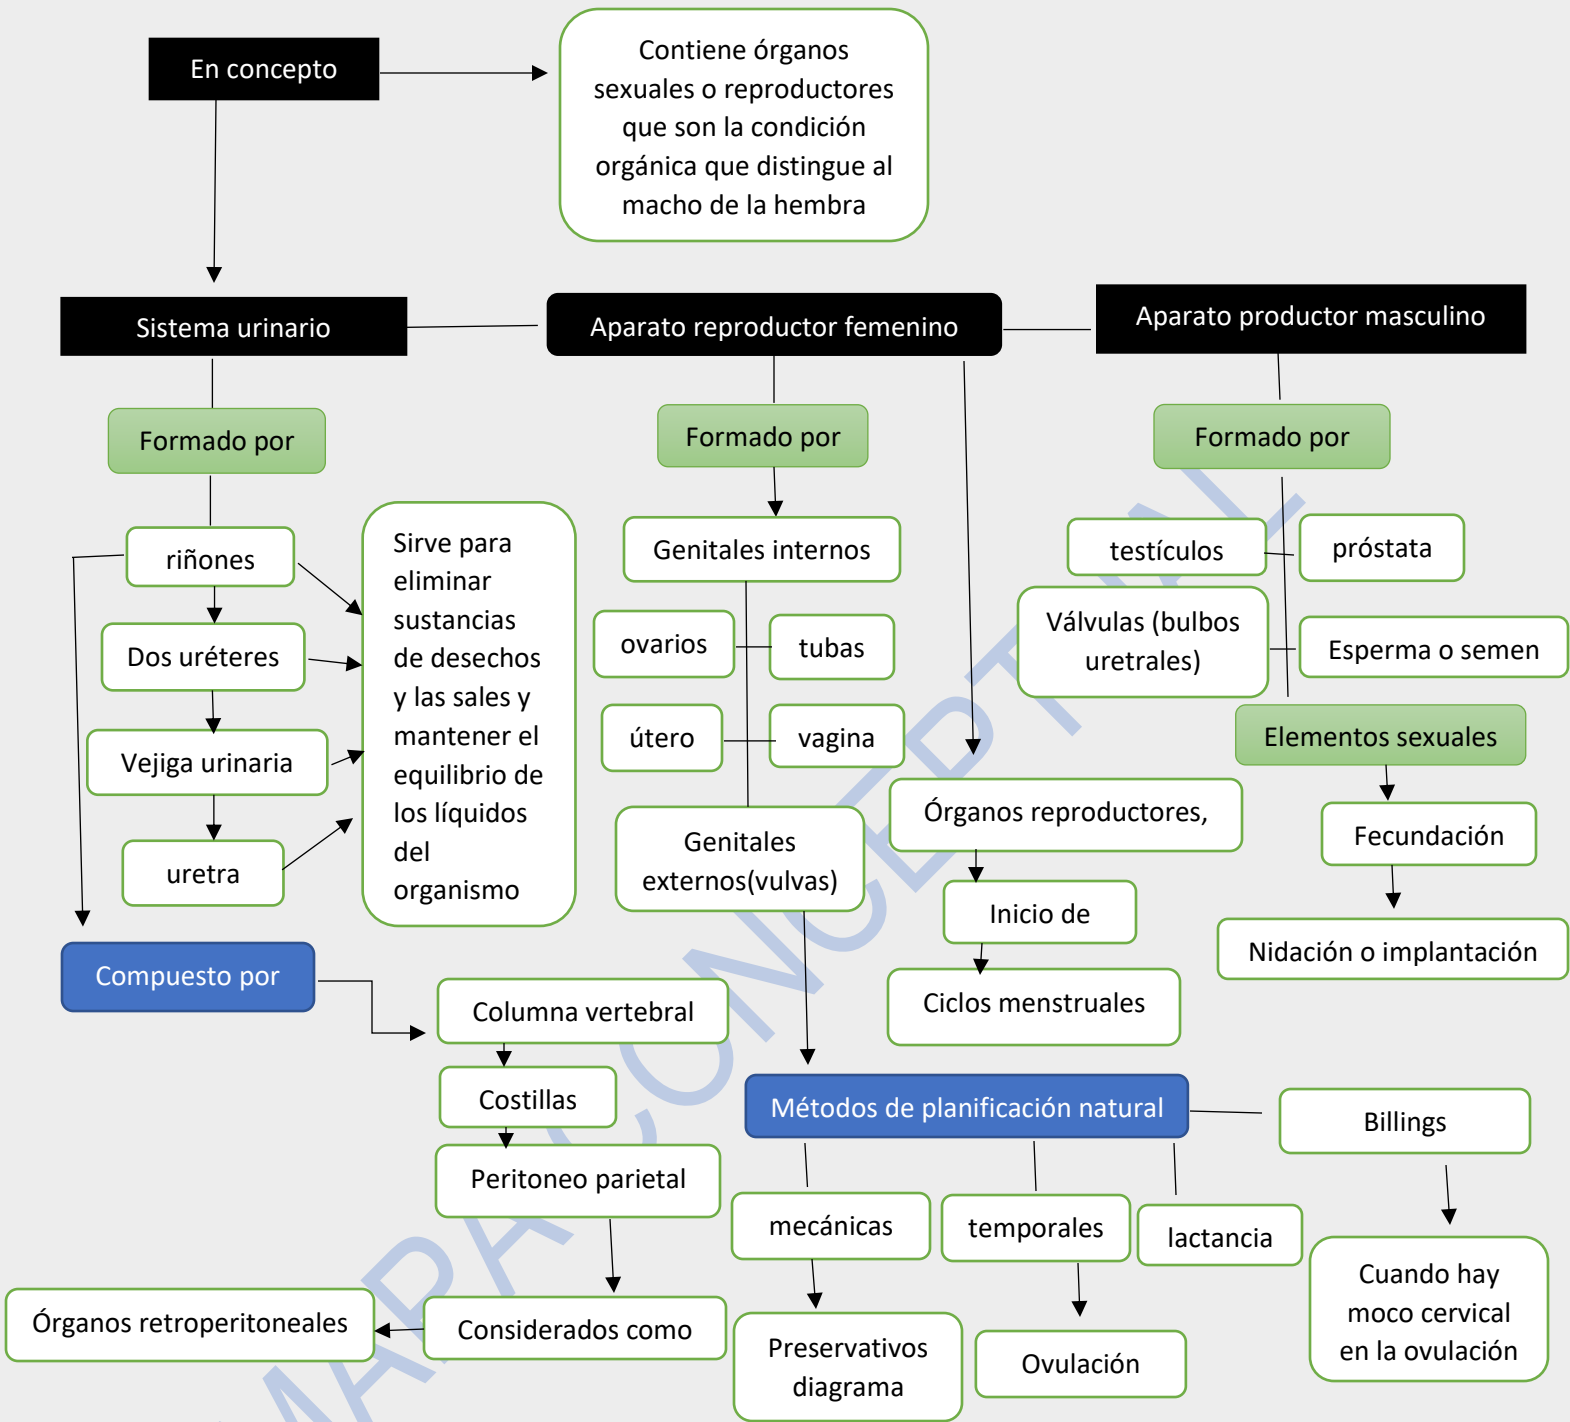 En concepto
Contiene órganos
sexuales o reproductores
que son la condición
orgánica que distingue al
macho de la hembra
Sistema urinario
Aparato reproductor femenino
Aparato productor masculino
Formado por
Formado por
Formado por
riñones
Dos uréteres
Vejiga urinaria
uretra
Sirve para
eliminar
sustancias
de desechos
y las sales y
mantener el
equilibrio de
los líquidos
del
organismo
Genitales internos
ovarios
tubas
útero
vagina
Genitales
externos(vulvas)
testículos
próstata
Válvulas (bulbos
uretrales)
Esperma o semen
Elementos sexuales
Fecundación
Nidación o implantación
Órganos reproductores,
Inicio de
Ciclos menstruales
Compuesto por
Columna vertebral
Costillas
Peritoneo parietal
Considerados como
Órganos retroperitoneales
Métodos de planificación natural
Billings
mecánicas
temporales
lactancia
Preservativos
diagrama
Ovulación
Cuando hay
moco cervical
en la ovulación
MAPA CONCEPTUAL